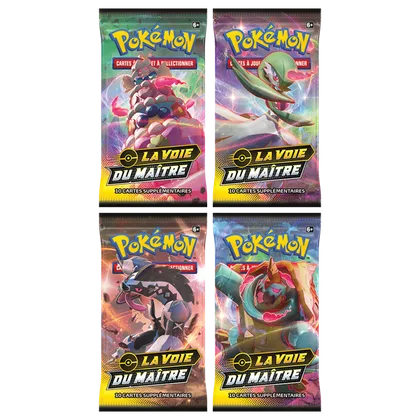 6+
POKÉMON
CARTES À ET À COLLECTIONNER
LA VOIE
DU MAÎTRE
10 CARTES SUPPLÉMENTAIRES
6+
POKÉMON
CARTES À JOUER
LA VOIE
DU MAÎTRE
10 CARTES SUPPLÉMENTAIRES
6+
POKÉMON
COLLECTIONNER
LA VOIE
DU MAÎTRE
10 CARTES SUPPLÉMENTAIRES
6+
POKÉMON
LA VOIE
DU MAÎTRE
10 CARTES SUPPLÉMENTAIRES